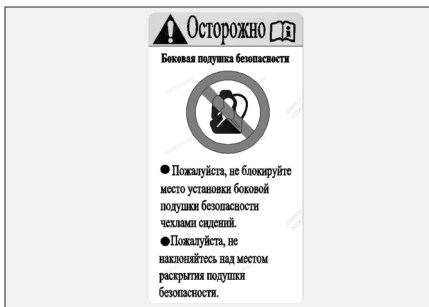 Осторожно
Боковая подушка безопасности
● Пожалуйста, не блокируйте
место установки боковой
подушки безопасности
чехлами сидений.
●Пожалуйста, не
наклоняйтесь над местом
раскрытия подушки
безопасности.